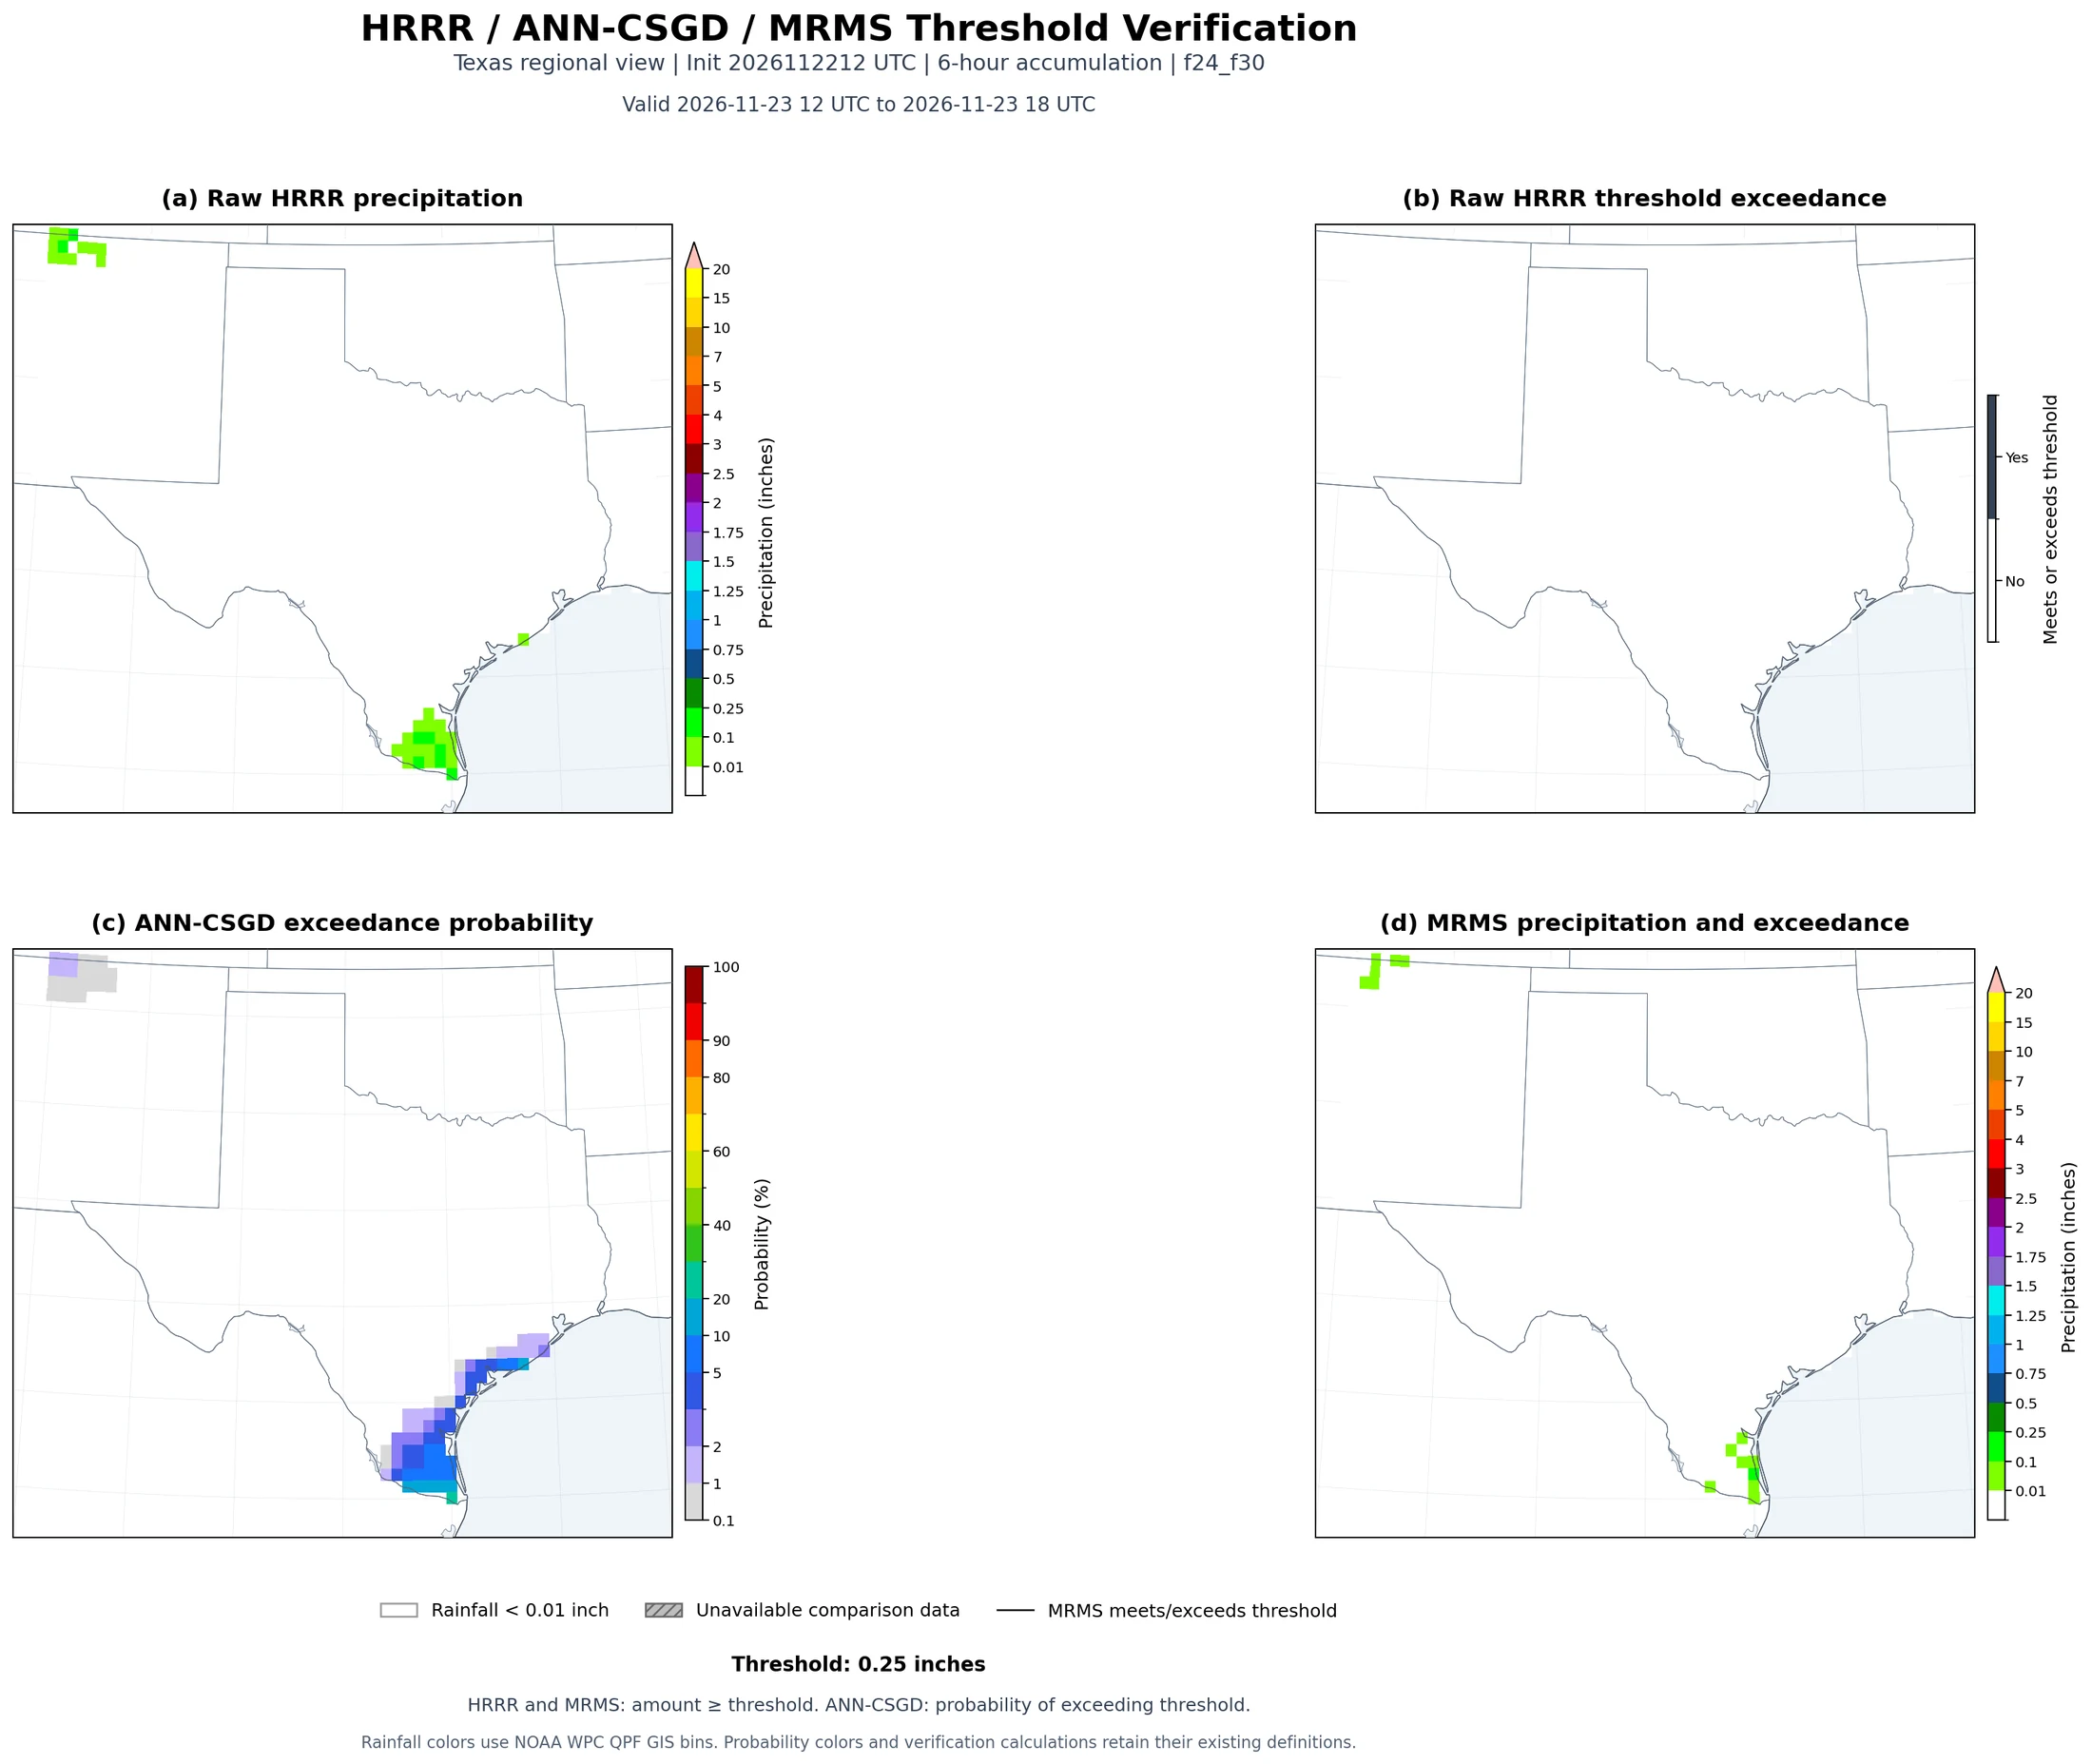 HRRR / ANN-CSGD / MRMS Threshold Verification
Texas regional view | Init 2026112212 UTC | 6-hour accumulation | f24_f30
Valid 2026-11-23 12 UTC to 2026-11-23 18 UTC
(a) Raw HRRR precipitation
20
15
10
7
5
4
3
2.5
2
1.75
1.5
1.25
1
0.75
0.5
0.25
0.1
0.01
Precipitation (inches)
(b) Raw HRRR threshold exceedance
Yes
No
Meets or exceeds threshold
(c) ANN-CSGD exceedance probability
100
90
80
60
40
20
10
5
2
1
0.1
Probability (%)
(d) MRMS precipitation and exceedance
20
15
10
7
5
4
3
2.5
2
1.75
1.5
1.25
1
0.75
0.5
0.25
0.1
0.01
Precipitation (inches)
Rainfall < 0.01 inch
Unavailable comparison data
MRMS meets/exceeds threshold
Threshold: 0.25 inches
HRRR and MRMS: amount ≥ threshold. ANN-CSGD: probability of exceeding threshold.
Rainfall colors use NOAA WPC QPF GIS bins. Probability colors and verification calculations retain their existing definitions.